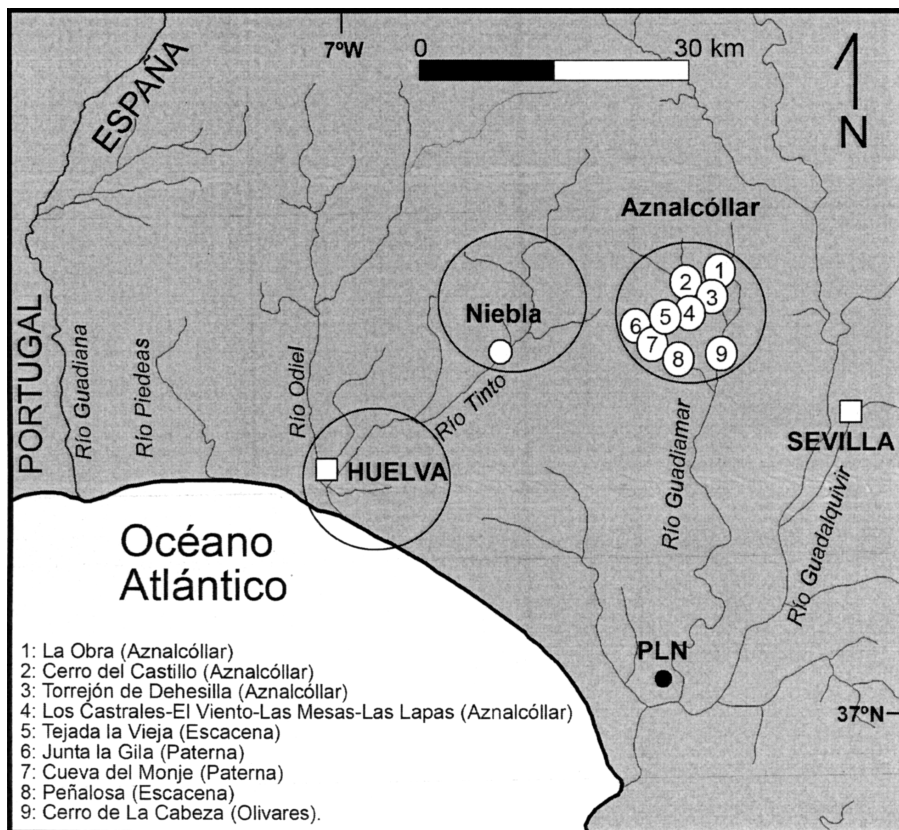 7ºW
0
30 km
N
ESPAÑA
PORTUGAL
Aznalcóllar
1
2
3
4
5
6
7
8
9
Niebla
Río Guadiana
Río Piedeas
Río Odiel
Río Tinto
Río Guadiamar
Río Guadalquivir
SEVILLA
HUELVA
Océano
Atlántico
PLN
37ºN
1: La Obra (Aznalcóllar)
2: Cerro del Castillo (Aznalcóllar)
3: Torrejón de Dehesilla (Aznalcóllar)
4: Los Castrales-El Viento-Las Mesas-Las Lapas (Aznalcóllar)
5: Tejada la Vieja (Escacena)
6: Junta la Gila (Paterna)
7: Cueva del Monje (Paterna)
8: Peñalosa (Escacena)
9: Cerro de La Cabeza (Olivares).